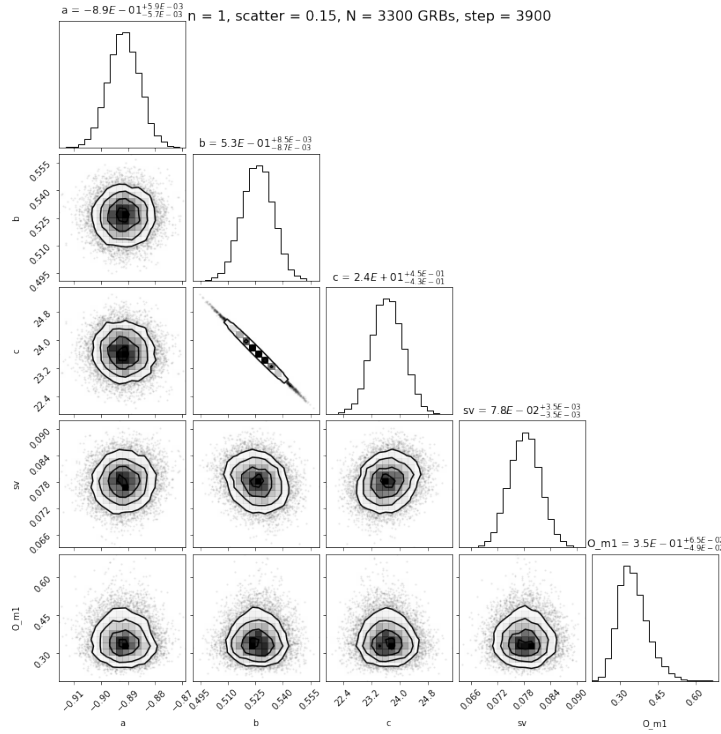 n = 1, scatter = 0.15, N = 3300 GRBs, step = 3900
a = −8.9E − 01+5.9E − 03 −5.7E − 03
b = 5.3E − 01+8.5E − 03 −8.7E − 03
0.555
0.540
0.525
0.510
0.495
b
c = 2.4E + 01+4.5E − 01 −4.3E − 01
24.8
24.0
23.2
22.4
c
sv = 7.8E − 02+3.5E − 03 −3.5E − 03
0.090
0.084
0.078
0.072
0.066
sv
O_m1 = 3.5E − 01+6.5E − 02 −4.9E − 02
0.60
0.45
0.30
O_m1
−0.91 −0.90 −0.89 −0.88 −0.87
0.495 0.510 0.525 0.540 0.555
22.4 23.2 24.0 24.8
0.066 0.072 0.078 0.084 0.090
0.30 0.45 0.60
a b c sv O_m1